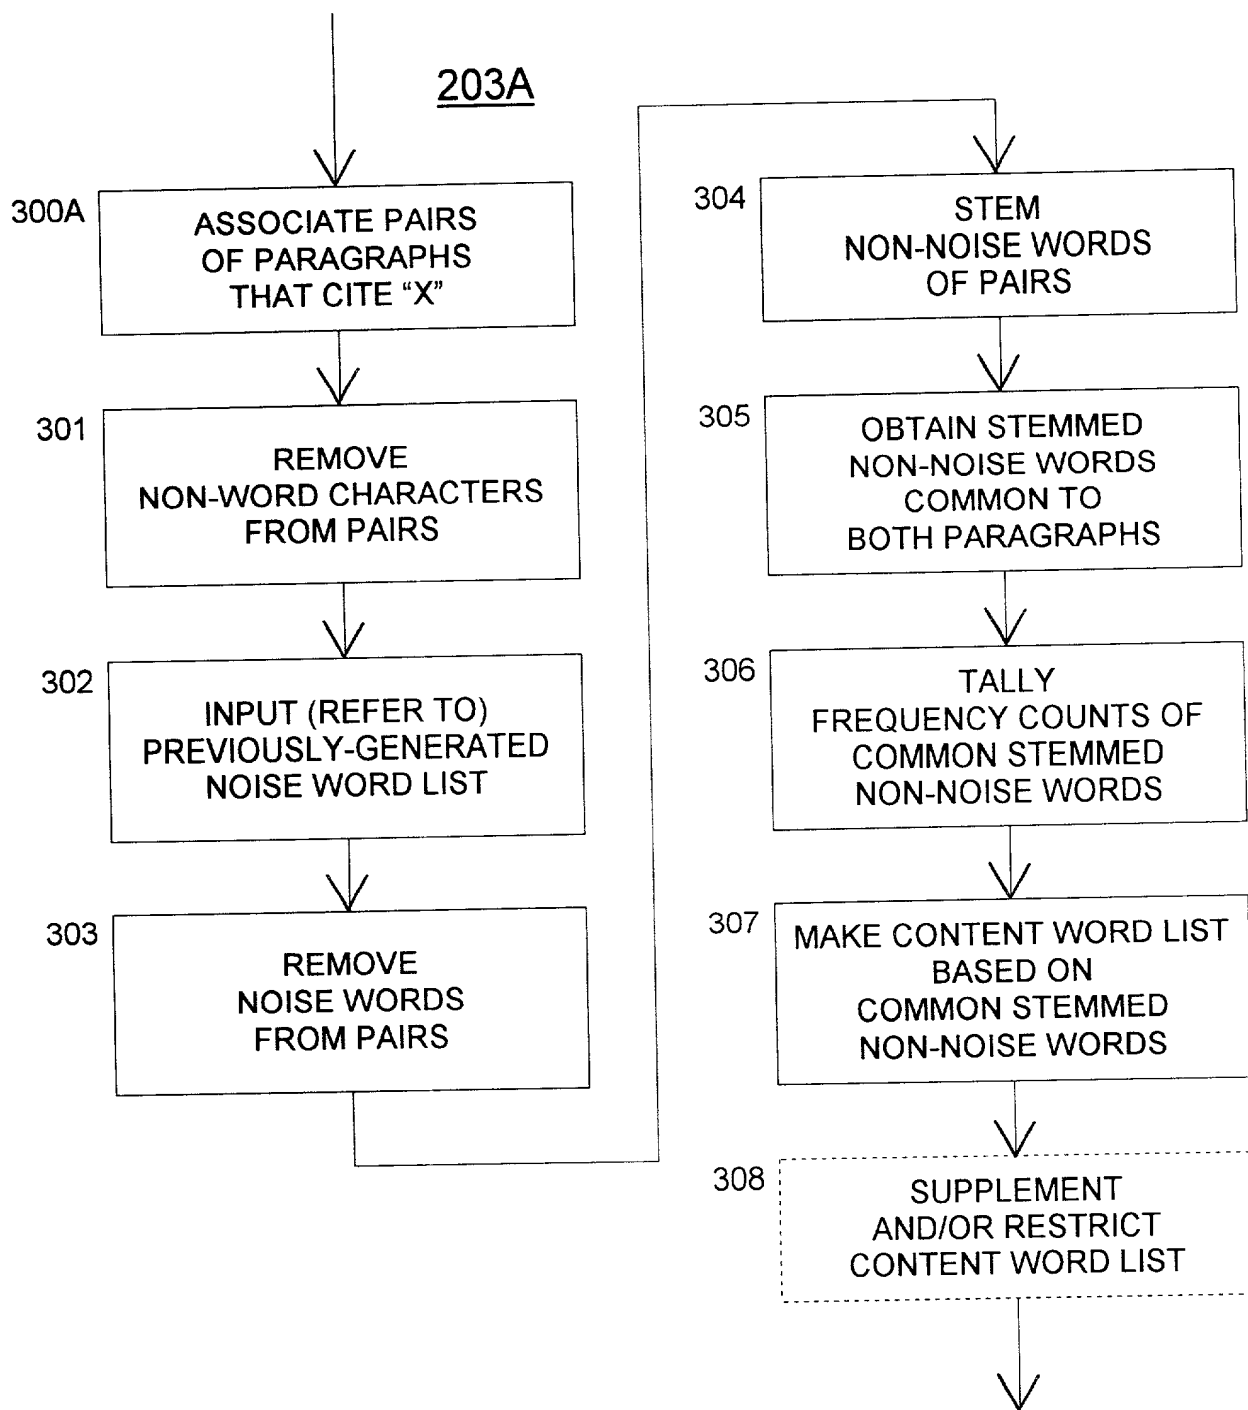 203A
300A
ASSOCIATE PAIRS
OF PARAGRAPHS
THAT CITE “X”
301
REMOVE
NON-WORD CHARACTERS
FROM PAIRS
302
INPUT (REFER TO)
PREVIOUSLY-GENERATED
NOISE WORD LIST
303
REMOVE
NOISE WORDS
FROM PAIRS
304
STEM
NON-NOISE WORDS
OF PAIRS
305
OBTAIN STEMMED
NON-NOISE WORDS
COMMON TO
BOTH PARAGRAPHS
306
TALLY
FREQUENCY COUNTS OF
COMMON STEMMED
NON-NOISE WORDS
307
MAKE CONTENT WORD LIST
BASED ON
COMMON STEMMED
NON-NOISE WORDS
308
SUPPLEMENT
AND/OR RESTRICT
CONTENT WORD LIST